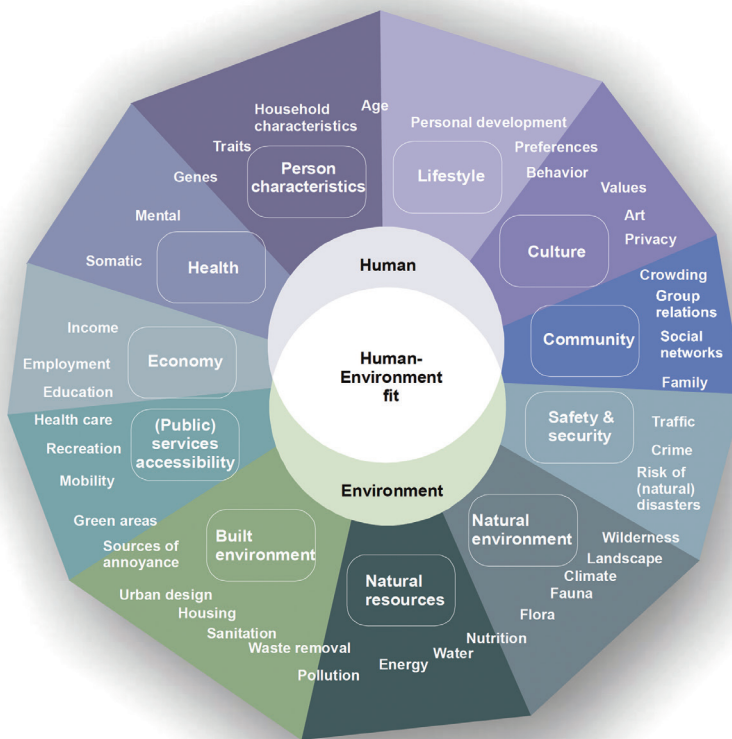 Human
Human-
Environment
fit
Environment
Person
characteristics
Household
characteristics
Age
Traits
Genes
Lifestyle
Personal development
Preferences
Behavior
Culture
Values
Art
Privacy
Community
Crowding
Group
relations
Social
networks
Family
Safety &
security
Traffic
Crime
Risk of
(natural)
disasters
Natural
environment
Wilderness
Landscape
Climate
Fauna
Flora
Natural
resources
Nutrition
Water
Energy
Pollution
Built
environment
Sources of
annoyance
Urban design
Housing
Sanitation
Waste removal
(Public)
services
accessibility
Health care
Recreation
Mobility
Green areas
Economy
Income
Employment
Education
Health
Mental
Somatic